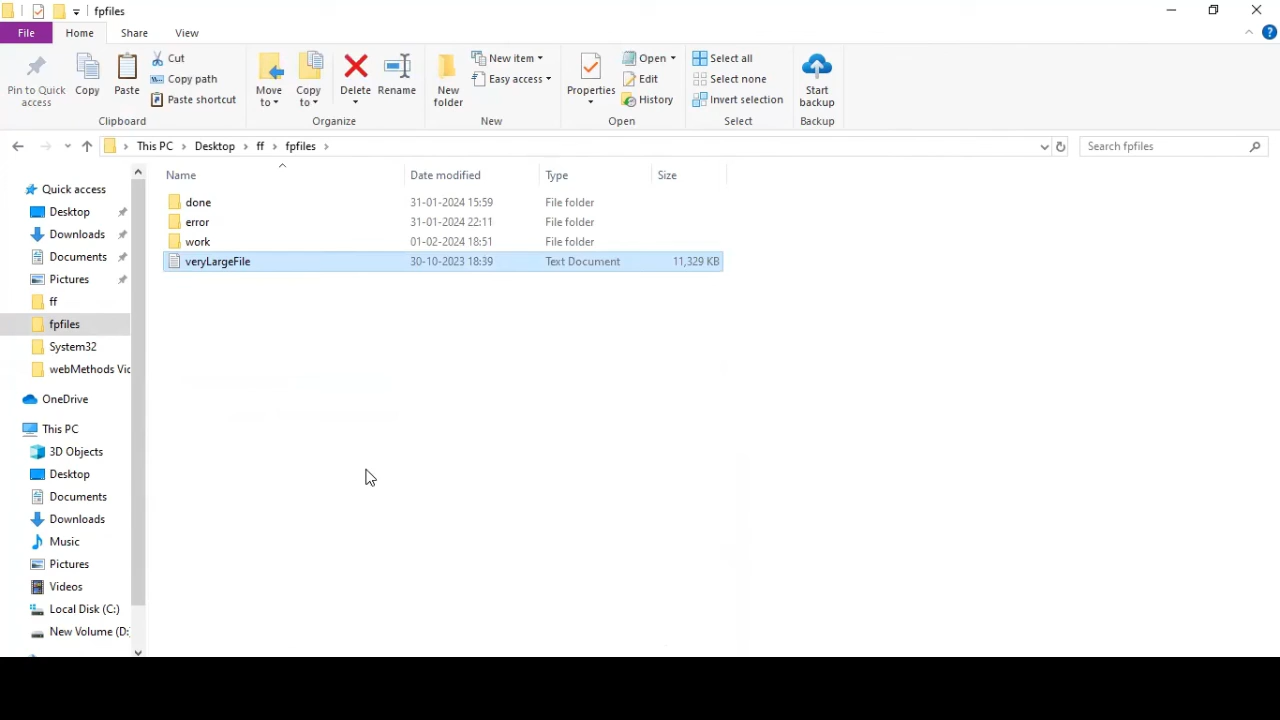 fpfiles
File Home Share View
Pin to Quick access
Copy
Paste
Cut
Copy path
Paste shortcut
Clipboard
Move to
Copy to
Delete
Rename
Organize
New folder
New item
Easy access
New
Properties
Open
Edit
History
Open
Select all
Select none
Invert selection
Select
Start backup
Backup
This PC > Desktop > ff > fpfiles >
Search fpfiles
Name Date modified Type Size
done 31-01-2024 15:59 File folder
error 31-01-2024 22:11 File folder
work 01-02-2024 18:51 File folder
veryLargeFile 30-10-2023 18:39 Text Document 11,329 KB
Quick access
Desktop
Downloads
Documents
Pictures
ff
fpfiles
System32
webMethods Vic
OneDrive
This PC
3D Objects
Desktop
Documents
Downloads
Music
Pictures
Videos
Local Disk (C:)
New Volume (D: